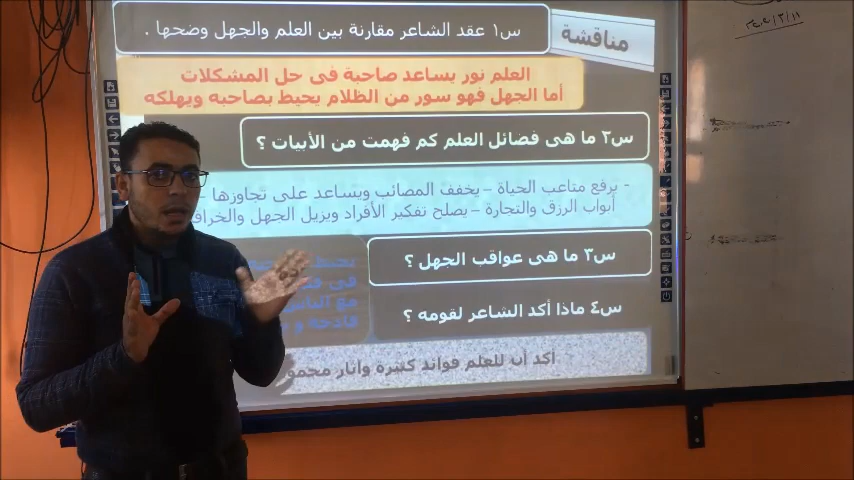 مناقشة
س١ عقد الشاعر مقارنة بين العلم والجهل وضحها .
العلم نور يساعد صاحبة فى حل المشكلات
أما الجهل فهو سور من الظلام يحيط بصاحبه ويهلكه
س٢ ما هى فضائل العلم كم فهمت من الأبيات ؟
- يرفع متاعب الحياة – يخفف المصائب ويساعد على تجاوزها –
أبواب الرزق والتجارة – يصلح تفكير الأفراد ويزيل الجهل
س٣ ما هى عواقب الجهل ؟
س٤ ماذا أكد الشاعر لقومه ؟
أكد أن للعلم فوائد كثيرة وآثار